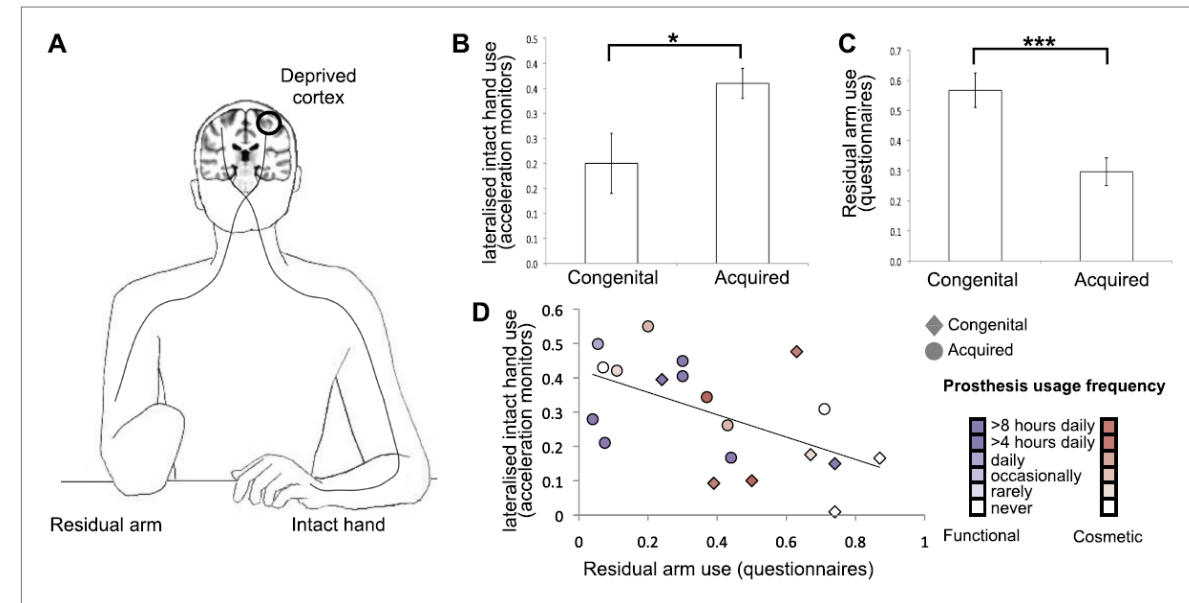 A
Deprived
cortex
Residual arm
Intact hand
B
*
lateralised intact hand use
(acceleration monitors)
0.5
0.4
0.4
0.3
0.3
0.2
0.2
0.1
0.1
0.0
Congenital
Acquired
C
***
Residual arm use
(questionnaires)
0.7
0.6
0.5
0.4
0.3
0.2
0.1
0.0
Congenital
Acquired
D
lateralised intact hand use
(acceleration monitors)
0.6
0.5
0.4
0.3
0.2
0.1
0
0
0.2
0.4
0.6
0.8
1
Residual arm use (questionnaires)
Congenital
Acquired
Prosthesis usage frequency
>8 hours daily
>4 hours daily
daily
occasionally
rarely
never
Functional
Cosmetic